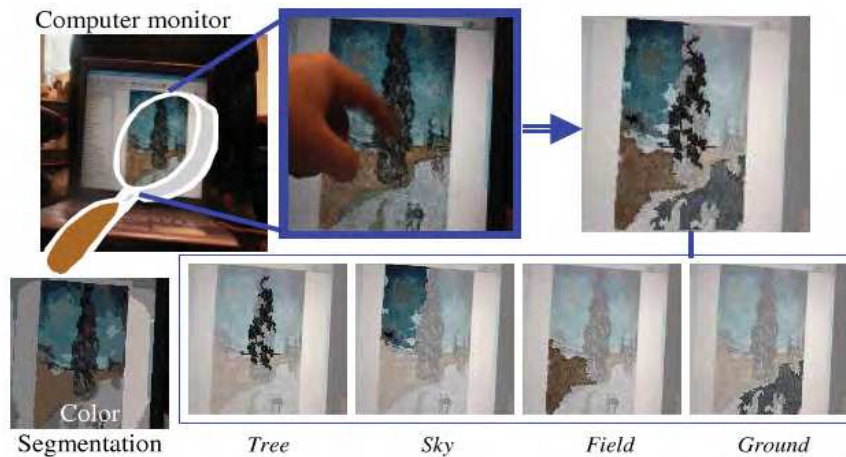 Computer monitor
Color
Segmentation
Tree
Sky
Field
Ground